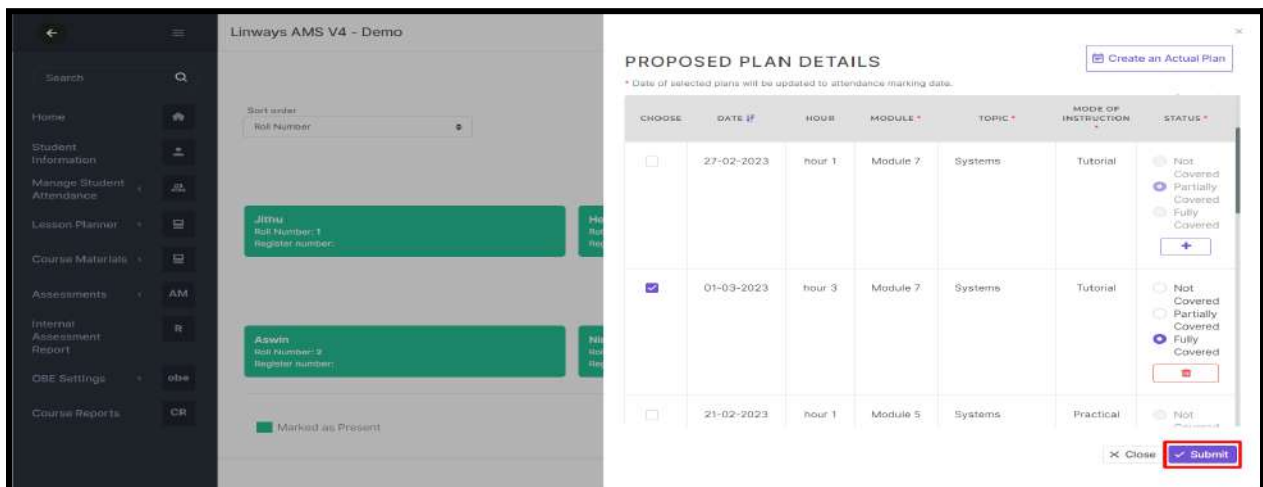 Linways AMS V4 - Demo
Search
Home
Student
Information
Manage Student
Attendance
Lesson Planner
Course Materials
Assessments
AM
Internal
Assessment
Report
R
OBE Settings
obe
Course Reports
CR
Sort order
Roll Number
Jithu
Roll Number: 1
Register number:
Aswin
Roll Number: 2
Register number:
Marked as Present
PROPOSED PLAN DETAILS
Create an Actual Plan
* Date of selected plans will be updated to attendance marking date.
CHOOSE DATE HOUR MODULE * TOPIC * MODE OF INSTRUCTION * STATUS *
27-02-2023 hour 1 Module 7 Systems Tutorial Not
Covered
Partially
Covered
Fully
Covered
+
01-03-2023 hour 3 Module 7 Systems Tutorial Not
Covered
Partially
Covered
Fully
Covered
21-02-2023 hour 1 Module 5 Systems Practical Not
Covered
Close Submit